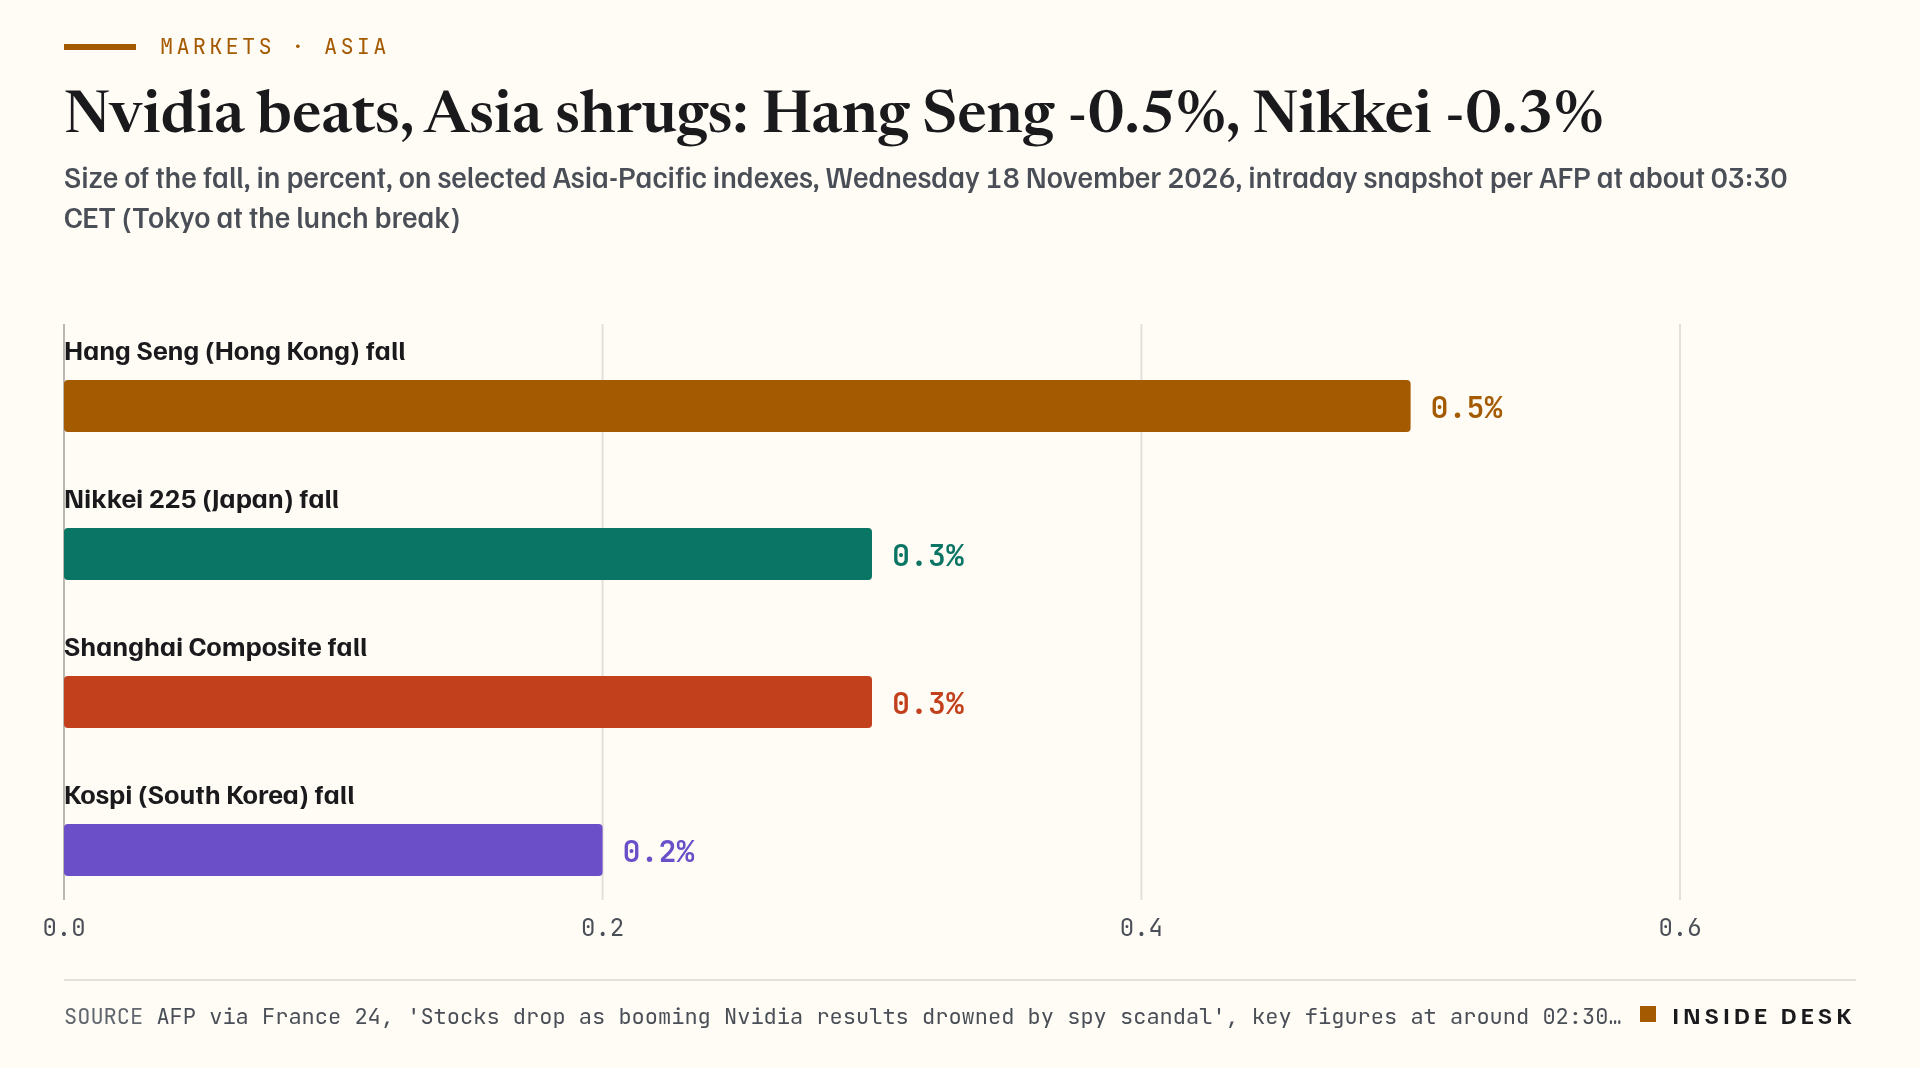 MARKETS · ASIA
Nvidia beats, Asia shrugs: Hang Seng -0.5%, Nikkei -0.3%
Size of the fall, in percent, on selected Asia-Pacific indexes, Wednesday 18 November 2026, intraday snapshot per AFP at about 03:30
CET (Tokyo at the lunch break)
Hang Seng (Hong Kong) fall
0.5%
Nikkei 225 (Japan) fall
0.3%
Shanghai Composite fall
0.3%
Kospi (South Korea) fall
0.2%
0.0 0.2 0.4 0.6
SOURCE AFP via France 24, 'Stocks drop as booming Nvidia results drowned by spy scandal', key figures at around 02:30… INSIDE DESK